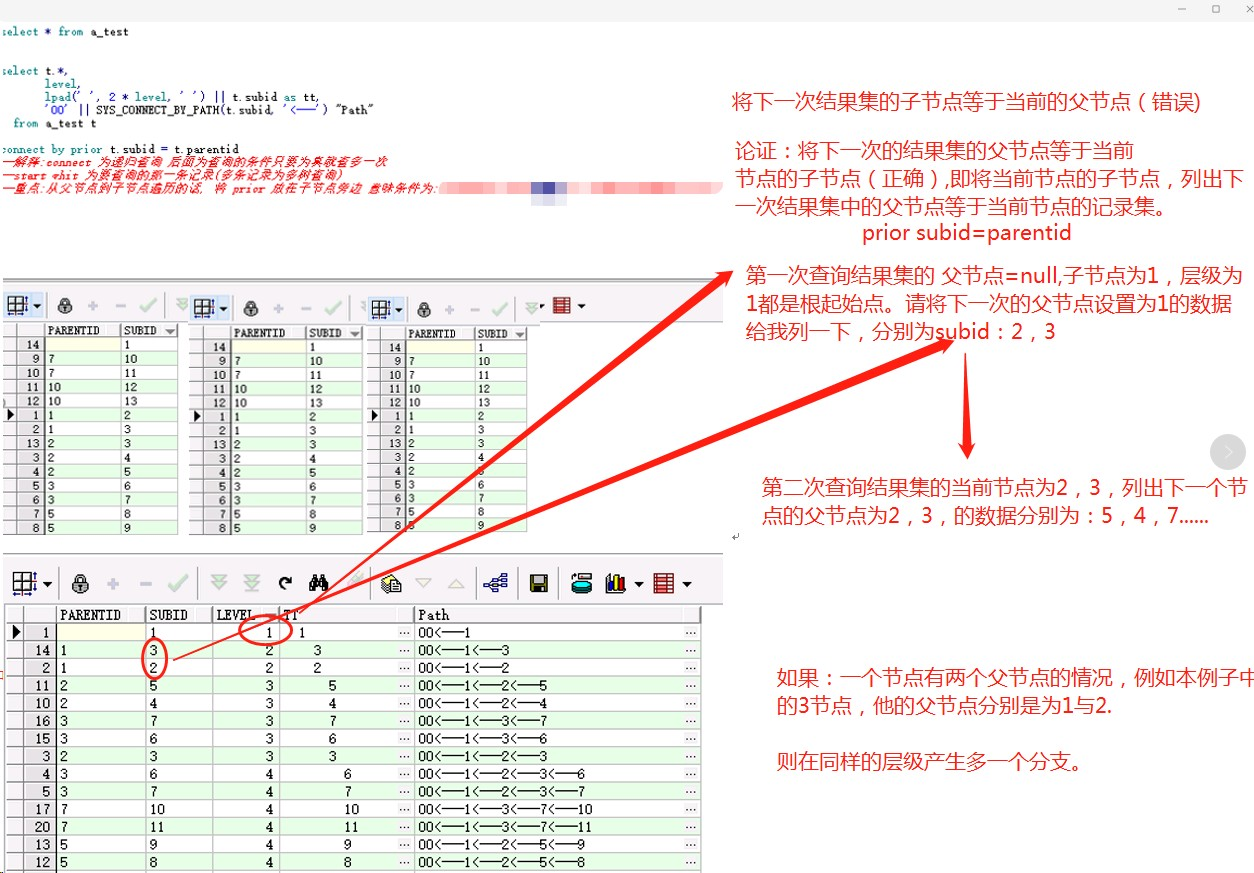 select * from a_test
select t.*,
level,
lpad(' ', 2 * level, ' ') || t.subid as tt,
'00' || SYS_CONNECT_BY_PATH(t.subid, '<——') "Path"
from a_test t
connect by prior t.subid = t.parentid
--解释:connect 为递归查询 后面为查询的条件只要为真就查多一次
--start whit 为要查询的那一条记录(多条记录为多树查询)
--重点:从父节点到子节点遍历的话, 将 prior 放在子节点旁边 意味条件为:
将下一次结果集的子节点等于当前的父节点（错误)
论证：将下一次的结果集的父节点等于当前
节点的子节点（正确）,即将当前节点的子节点，列出下
一次结果集中的父节点等于当前节点的记录集。
prior subid=parentid
第一次查询结果集的 父节点=null,子节点为1，层级为
1都是根起始点。请将下一次的父节点设置为1的数据
给我列一下，分别为subid：2，3
第二次查询结果集的当前节点为2，3，列出下一个节
点的父节点为2，3，的数据分别为：5，4，7......
如果：一个节点有两个父节点的情况，例如本例子中
的3节点，他的父节点分别是为1与2.
则在同样的层级产生多一个分支。
PARENTID SUBID
14 1
9 7 10
10 7 11
11 10 12
12 10 13
1 1 2
2 1 3
13 2 3
3 2 4
4 2 5
5 3 6
6 3 7
7 5 8
8 5 9
PARENTID SUBID
14 1
9 7 10
10 7 11
11 10 12
12 10 13
1 1 2
2 1 3
13 2 3
3 2 4
4 2 5
5 3 6
6 3 7
7 5 8
8 5 9
PARENTID SUBID
14 1
9 7 10
10 7 11
11 10 12
12 10 13
1 1 2
2 1 3
13 2 3
3 2 4
4 2 5
5 3 6
6 3 7
7 5 8
8 5 9
PARENTID SUBID LEVEL TT Path
1 1 1 1 ... 00<——1 ...
14 1 3 2 3 ... 00<——1<——3 ...
2 1 2 2 2 ... 00<——1<——2 ...
11 2 5 3 5 ... 00<——1<——2<——5 ...
10 2 4 3 4 ... 00<——1<——2<——4 ...
16 3 7 3 7 ... 00<——1<——3<——7 ...
15 3 6 3 6 ... 00<——1<——3<——6 ...
3 2 3 3 3 ... 00<——1<——2<——3 ...
4 3 6 4 6 ... 00<——1<——2<——3<——6 ...
5 3 7 4 7 ... 00<——1<——2<——3<——7 ...
17 7 10 4 10 ... 00<——1<——3<——7<——10 ...
20 7 11 4 11 ... 00<——1<——3<——7<——11 ...
13 5 9 4 9 ... 00<——1<——2<——5<——9 ...
12 5 8 4 8 ... 00<——1<——2<——5<——8 ...